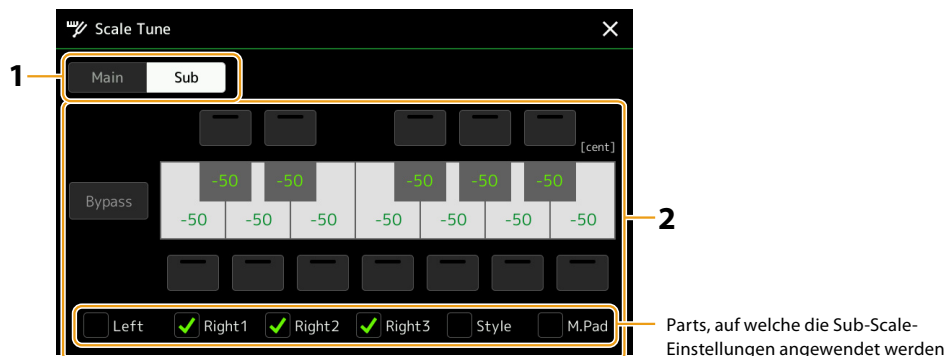 Scale Tune
1
Main Sub
[cent]
-50 -50 -50 -50 -50
Bypass
-50 -50 -50 -50 -50 -50 -50
2
Left Right1 Right2 Right3 Style M.Pad
Parts, auf welche die Sub-Scale-
Einstellungen angewendet werden